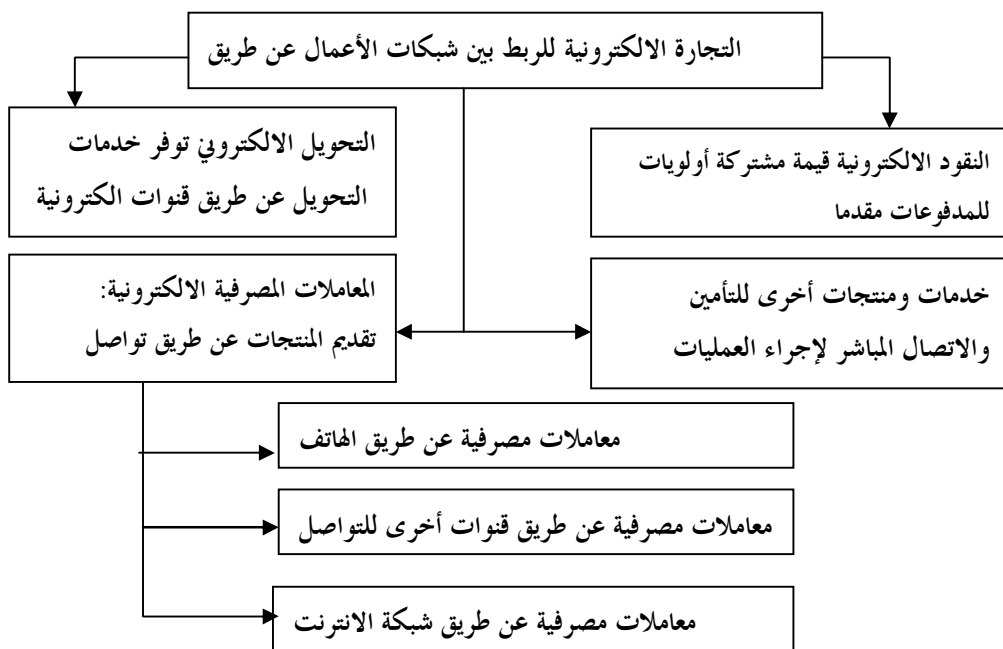 التجارة الالكترونية للربط بين شبكات الأعمال عن طريق
النقود الالكترونية قيمة مشتركة أولويات
للمدفوعات مقدما
التحويل الالكتروني توفر خدمات
التحويل عن طريق قنوات الكترونية
خدمات ومنتجات أخرى للتأمين
والاتصال المباشر لإجراء العمليات
المعاملات المصرفية الالكترونية:
تقديم المنتجات عن طريق تواصل
معاملات مصرفية عن طريق الهاتف
معاملات مصرفية عن طريق قنوات أخرى للتواصل
معاملات مصرفية عن طريق شبكة الانترنت